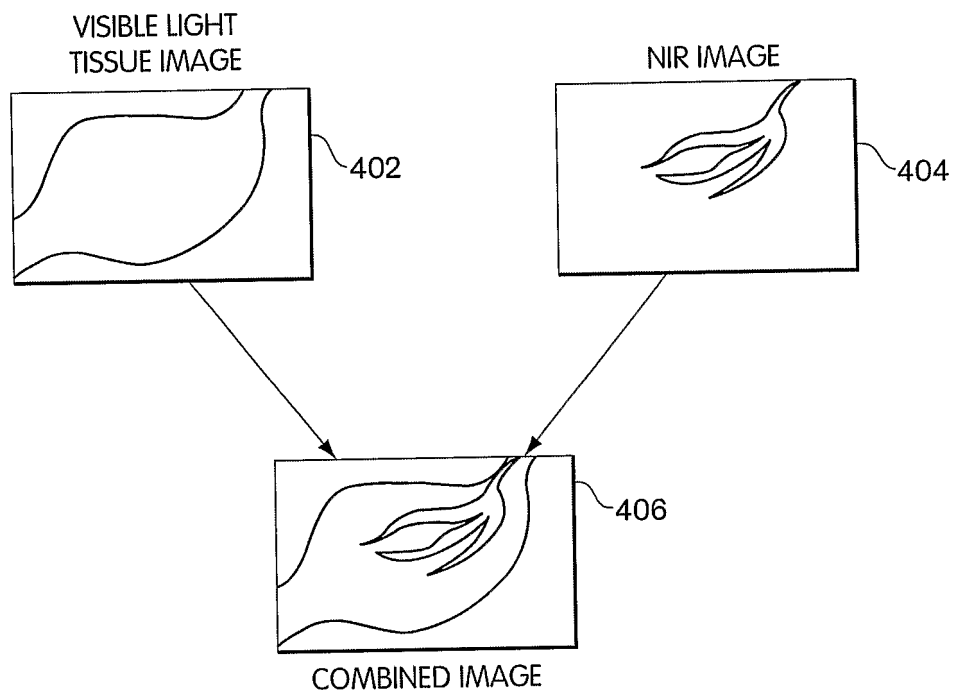 VISIBLE LIGHT
TISSUE IMAGE
NIR IMAGE
402
404
406
COMBINED IMAGE